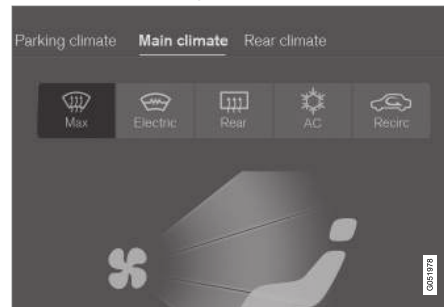 Parking climate Main climate Rear climate
Max Electric Rear AC Recirc
G051978